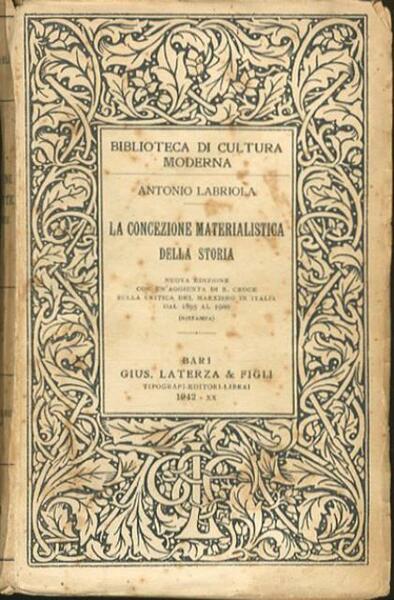 BIBLIOTECA DI CULTURA
MODERNA
ANTONIO LABRIOLA
LA CONCEZIONE MATERIALISTICA
DELLA STORIA
NUOVA EDIZIONE
CON UN'AGGIUNTA DI B. CROCE
SULLA CRITICA DEL MARXISMO IN ITALIA
DAL 1895 AL 1900
(RISTAMPA)
BARI
GIUS. LATERZA & FIGLI
TIPOGRAFI-EDITORI-LIBRAI
1942 - XX